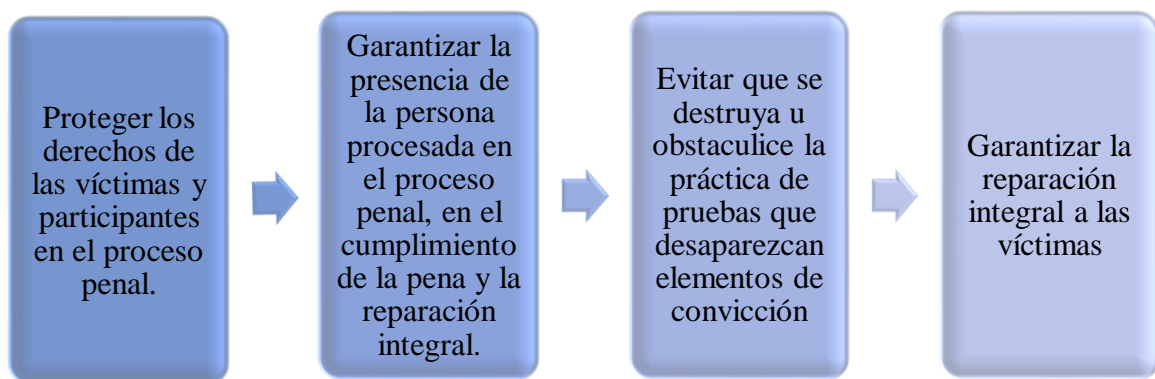 Proteger los
derechos de
las víctimas y
participantes
en el proceso
penal.
Garantizar la
presencia de
la persona
procesada en
el proceso
penal, en el
cumplimiento
de la pena y la
reparación
integral.
Evitar que se
destruya u
obstaculice la
práctica de
pruebas que
desaparezcan
elementos de
convicción
Garantizar la
reparación
integral a las
víctimas